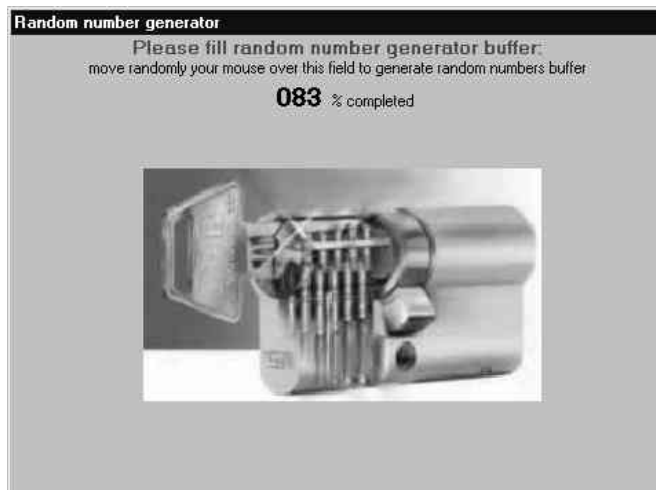 Random number generator
Please fill random number generator buffer:
move randomly your mouse over this field to generate random numbers buffer
083 % completed